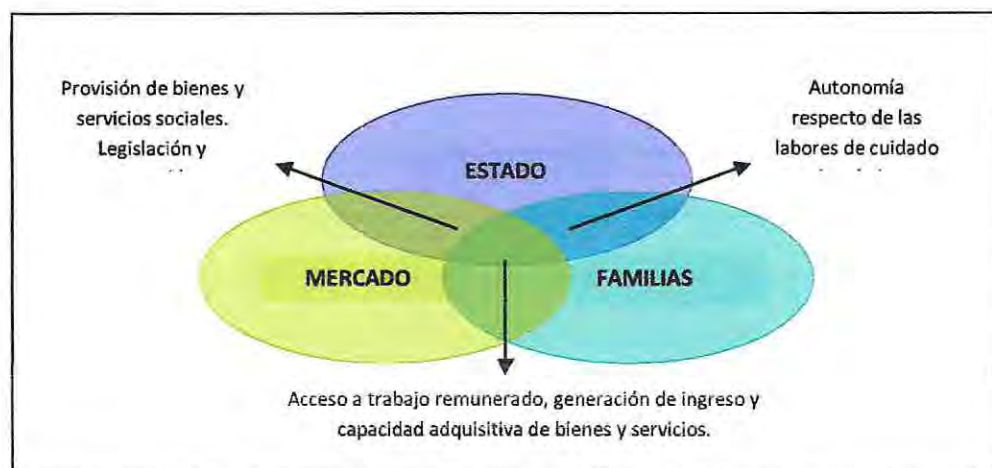 Provisión de bienes y
servicios sociales.
Legislación y
Autonomía
respecto de las
labores de cuidado
ESTADO
MERCADO
FAMILIAS
Acceso a trabajo remunerado, generación de ingreso y
capacidad adquisitiva de bienes y servicios.